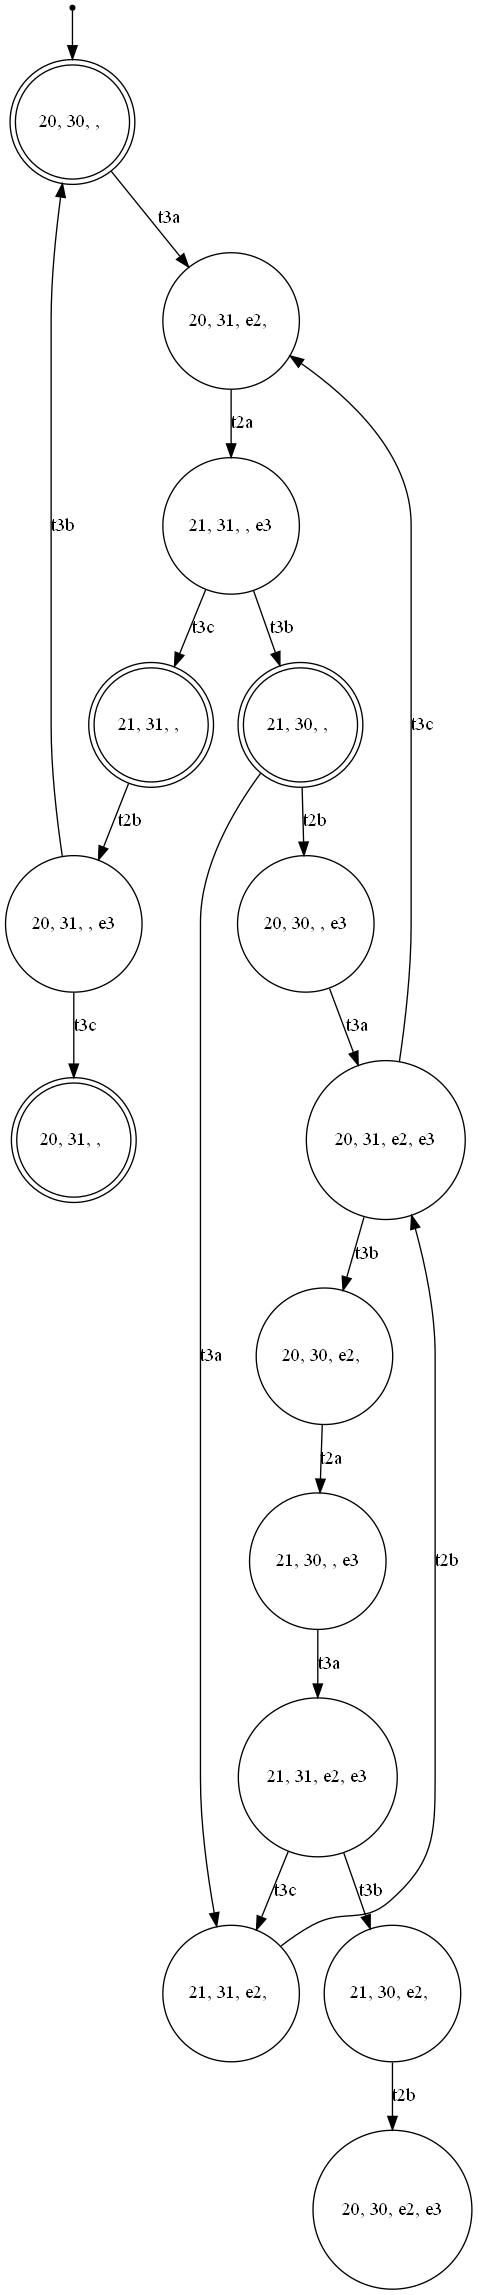 20, 30, ,
t3a
20, 31, e2,
t2a
21, 31, , e3
t3c
t3b
t3b
t3c
21, 31, ,
21, 30, ,
t2b
t2b
20, 31, , e3
20, 30, , e3
t3c
t3a
20, 31, ,
20, 31, e2, e3
t3b
t3a
20, 30, e2,
t2a
21, 30, , e3
t2b
t3a
21, 31, e2, e3
t3c
t3b
21, 31, e2,
21, 30, e2,
t2b
20, 30, e2, e3